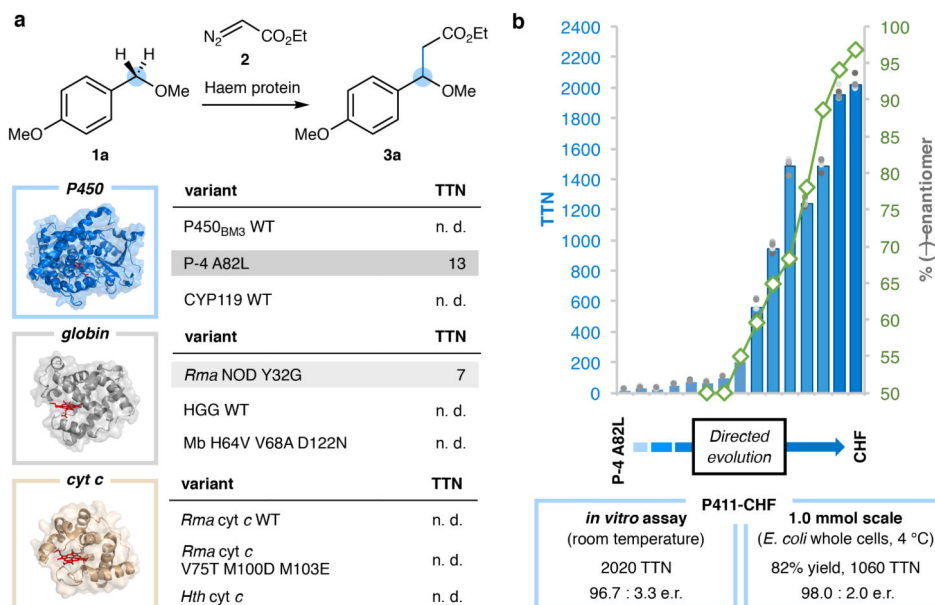 a
H
H
OMe
MeO
1a
N2
CO2Et
2
Haem protein
CO2Et
OMe
MeO
3a
P450
variant TTN
P450BM3 WT n. d.
P-4 A82L 13
CYP119 WT n. d.
globin
variant TTN
Rma NOD Y32G 7
HGG WT n. d.
Mb H64V V68A D122N n. d.
cyt c
variant TTN
Rma cyt c WT n. d.
Rma cyt c
V75T M100D M103E n. d.
Hth cyt c n. d.
b
TTN
2400
2200
2000
1800
1600
1400
1200
1000
800
600
400
200
0
100
95
90
85
80
75
70
65
60
55
50
% (–)-enantiomer
P-4 A82L
Directed
evolution
CHF
P411-CHF
in vitro assay
(room temperature)
2020 TTN
96.7 : 3.3 e.r.
1.0 mmol scale
(E. coli whole cells, 4 °C)
82% yield, 1060 TTN
98.0 : 2.0 e.r.